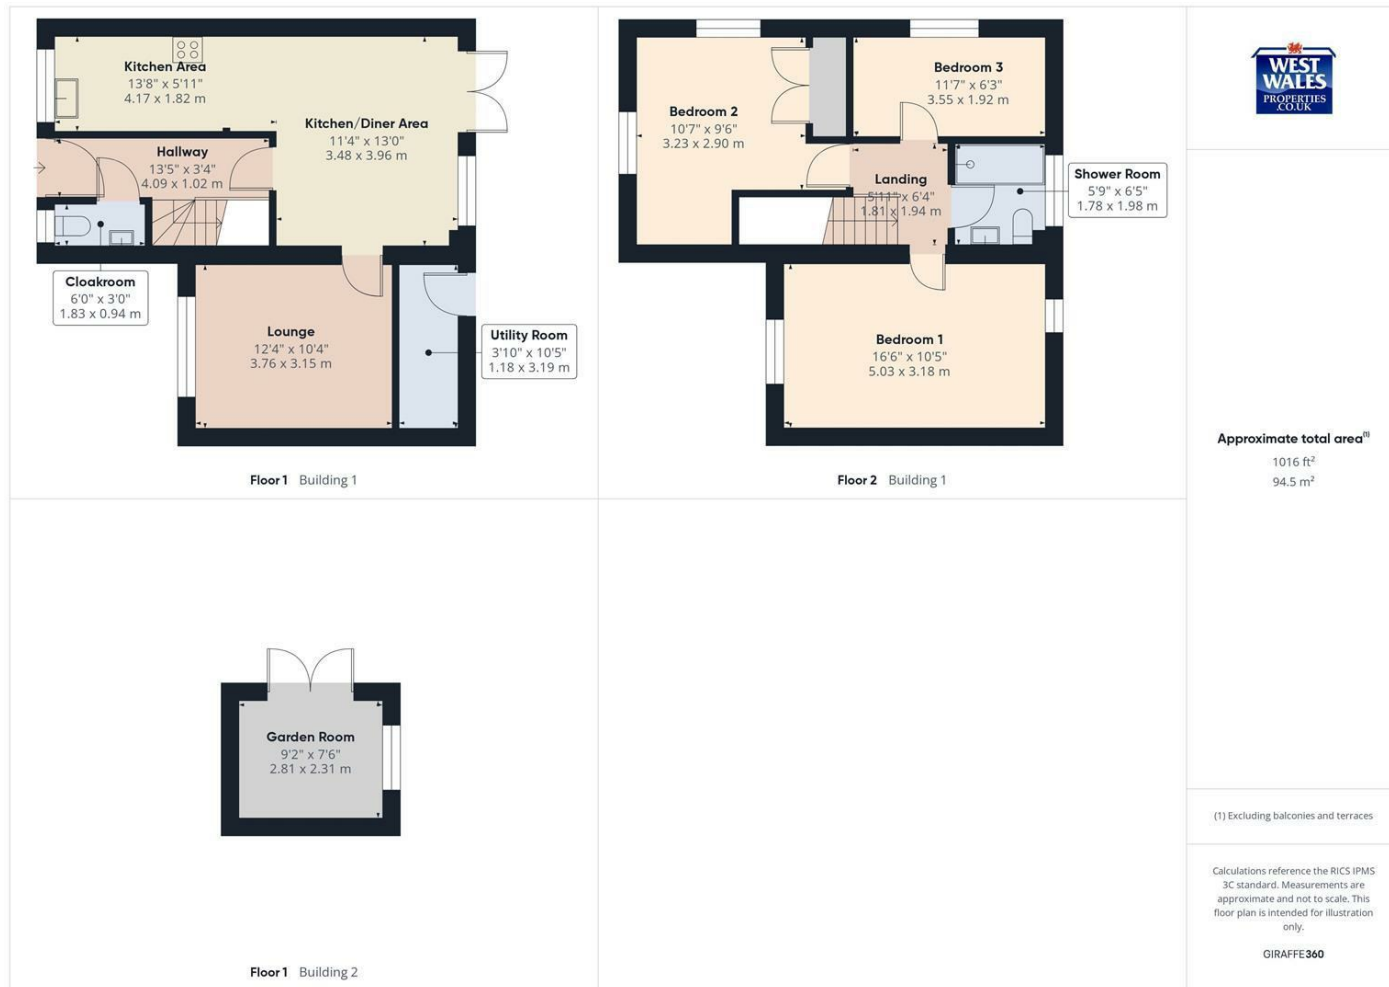 Kitchen Area
13'8" x 5'11"
4.17 x 1.82 m
Kitchen/Diner Area
11'4" x 13'0"
3.48 x 3.96 m
Hallway
13'5" x 3'4"
4.09 x 1.02 m
Cloakroom
6'0" x 3'0"
1.83 x 0.94 m
Lounge
12'4" x 10'4"
3.76 x 3.15 m
Utility Room
3'10" x 10'5"
1.18 x 3.19 m
Floor 1 Building 1
Bedroom 2
10'7" x 9'6"
3.23 x 2.90 m
Bedroom 3
11'7" x 6'3"
3.55 x 1.92 m
Landing
5'11" x 6'4"
1.81 x 1.94 m
Shower Room
5'9" x 6'5"
1.78 x 1.98 m
Bedroom 1
16'6" x 10'5"
5.03 x 3.18 m
Floor 2 Building 1
Garden Room
9'2" x 7'6"
2.81 x 2.31 m
Floor 1 Building 2
WEST
WALES
PROPERTIES
.CO.UK
Approximate total area(1)
1016 ft²
94.5 m²
(1) Excluding balconies and terraces
Calculations reference the RICS IPMS
3C standard. Measurements are
approximate and not to scale. This
floor plan is intended for illustration
only.
GIRAFFE360